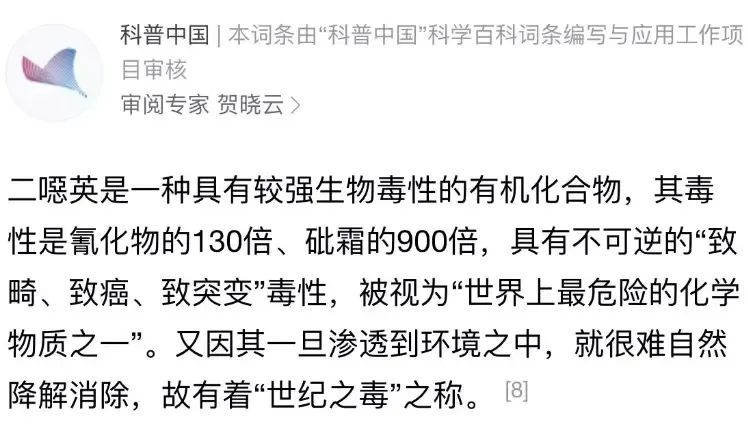 科普中国 | 本词条由“科普中国”科学百科词条编写与应用工作项
目审核
审阅专家 贺晓云 >
二噁英是一种具有较强生物毒性的有机化合物，其毒
性是氰化物的130倍、砒霜的900倍，具有不可逆的“致
畸、致癌、致突变”毒性，被视为“世界上最危险的化学
物质之一”。又因其一旦渗透到环境之中，就很难自然
降解消除，故有着“世纪之毒”之称。 [8]